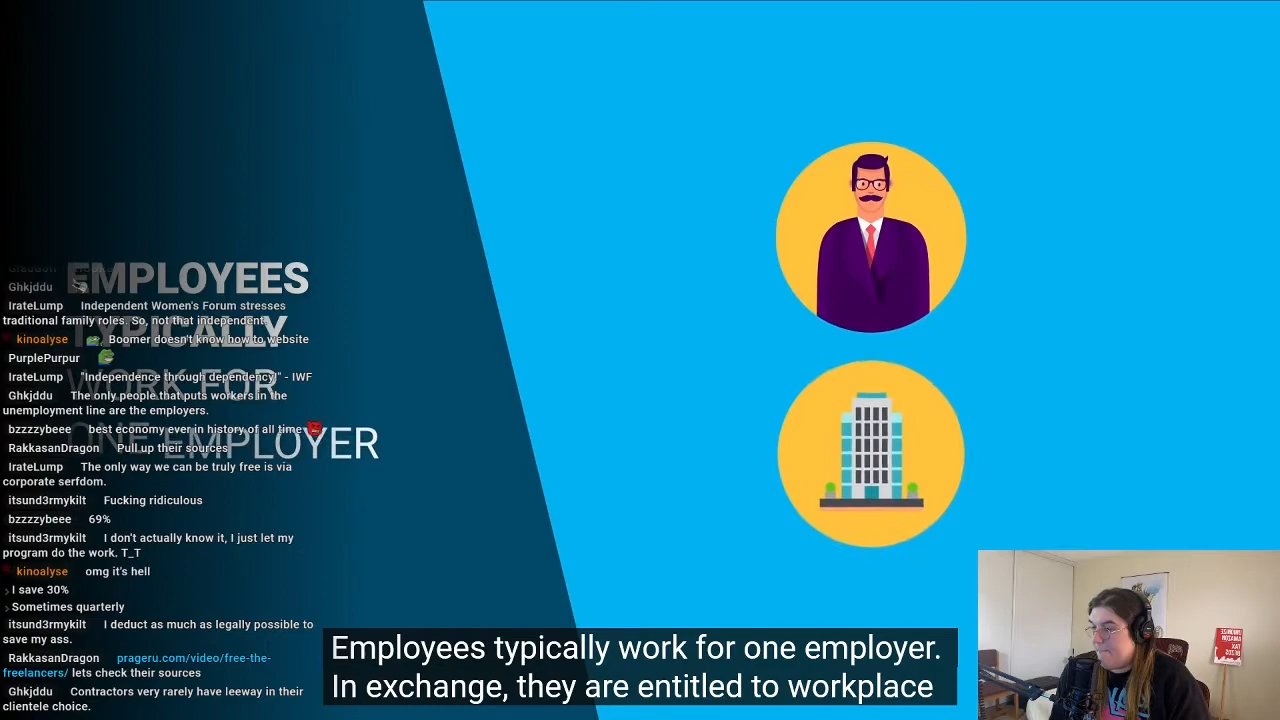 EMPLOYEES
TYPICALLY
WORK FOR
ONE EMPLOYER
Ghkjddu
IrateLump Independent Women's Forum stresses
traditional family roles. So, not that independent.
kinoalyse Boomer doesn't know how to website
PurplePurpur
IrateLump "Independence through dependency!" - IWF
Ghkjddu The only people that puts workers in the
unemployment line are the employers.
bzzzzybeee best economy ever in history of all time
RakkasanDragon Pull up their sources
IrateLump The only way we can be truly free is via
corporate serfdom.
itsund3rmykilt Fucking ridiculous
bzzzzybeee 69%
itsund3rmykilt I don't actually know it, I just let my
program do the work. T_T
kinoalyse omg it's hell
I save 30%
Sometimes quarterly
itsund3rmykilt I deduct as much as legally possible to
save my ass.
RakkasanDragon prageru.com/video/free-the-
freelancers/ lets check their sources
Ghkjddu Contractors very rarely have leeway in their
clientele choice.
Employees typically work for one employer.
In exchange, they are entitled to workplace